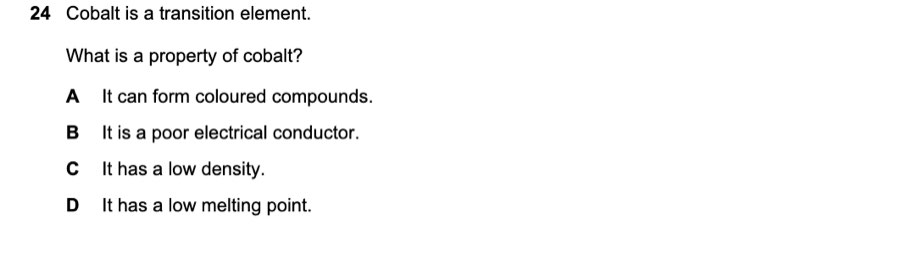 24 Cobalt is a transition element.
What is a property of cobalt?
A It can form coloured compounds.
B It is a poor electrical conductor.
C It has a low density.
D It has a low melting point.